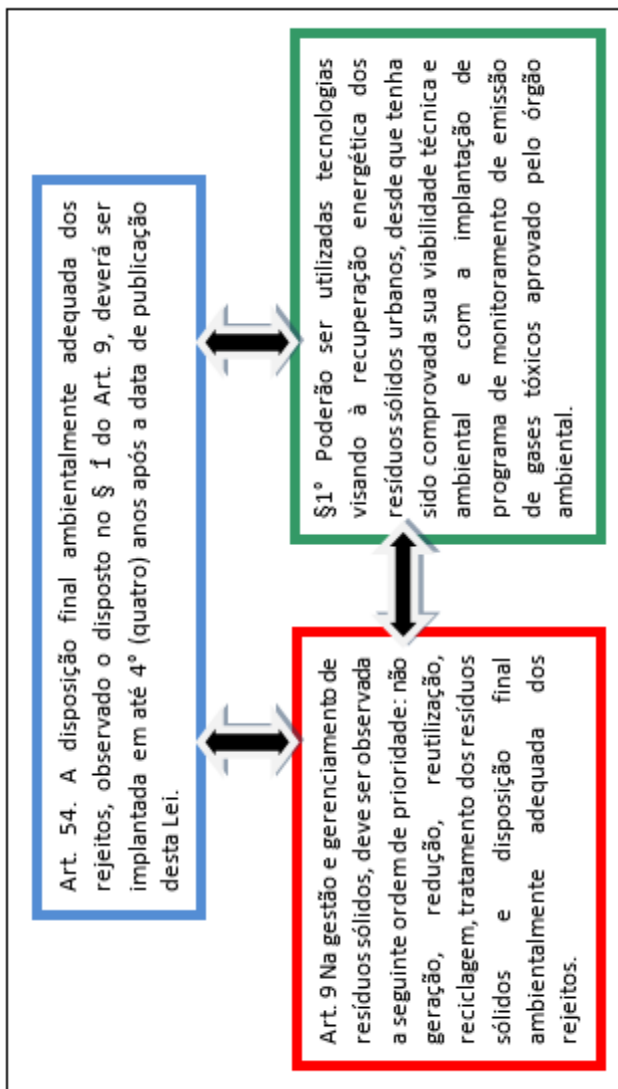 Art. 54. A disposição final ambientalmente adequada dos
rejeitos, observado o disposto no § 1 do Art. 9, deverá ser
implantada em até 4° (quatro) anos após a data de publicação
desta Lei.
Art. 9 Na gestão e gerenciamento de
resíduos sólidos, deve ser observada
a seguinte ordem de prioridade: não
geração, redução, reutilização,
reciclagem, tratamento dos resíduos
sólidos e disposição final
ambientalmente adequada dos
rejeitos.
§1° Poderão ser utilizadas tecnologias
visando à recuperação energética dos
resíduos sólidos urbanos, desde que tenha
sido comprovada sua viabilidade técnica e
ambiental e com a implantação de
programa de monitoramento de emissão
de gases tóxicos aprovado pelo órgão
ambiental.